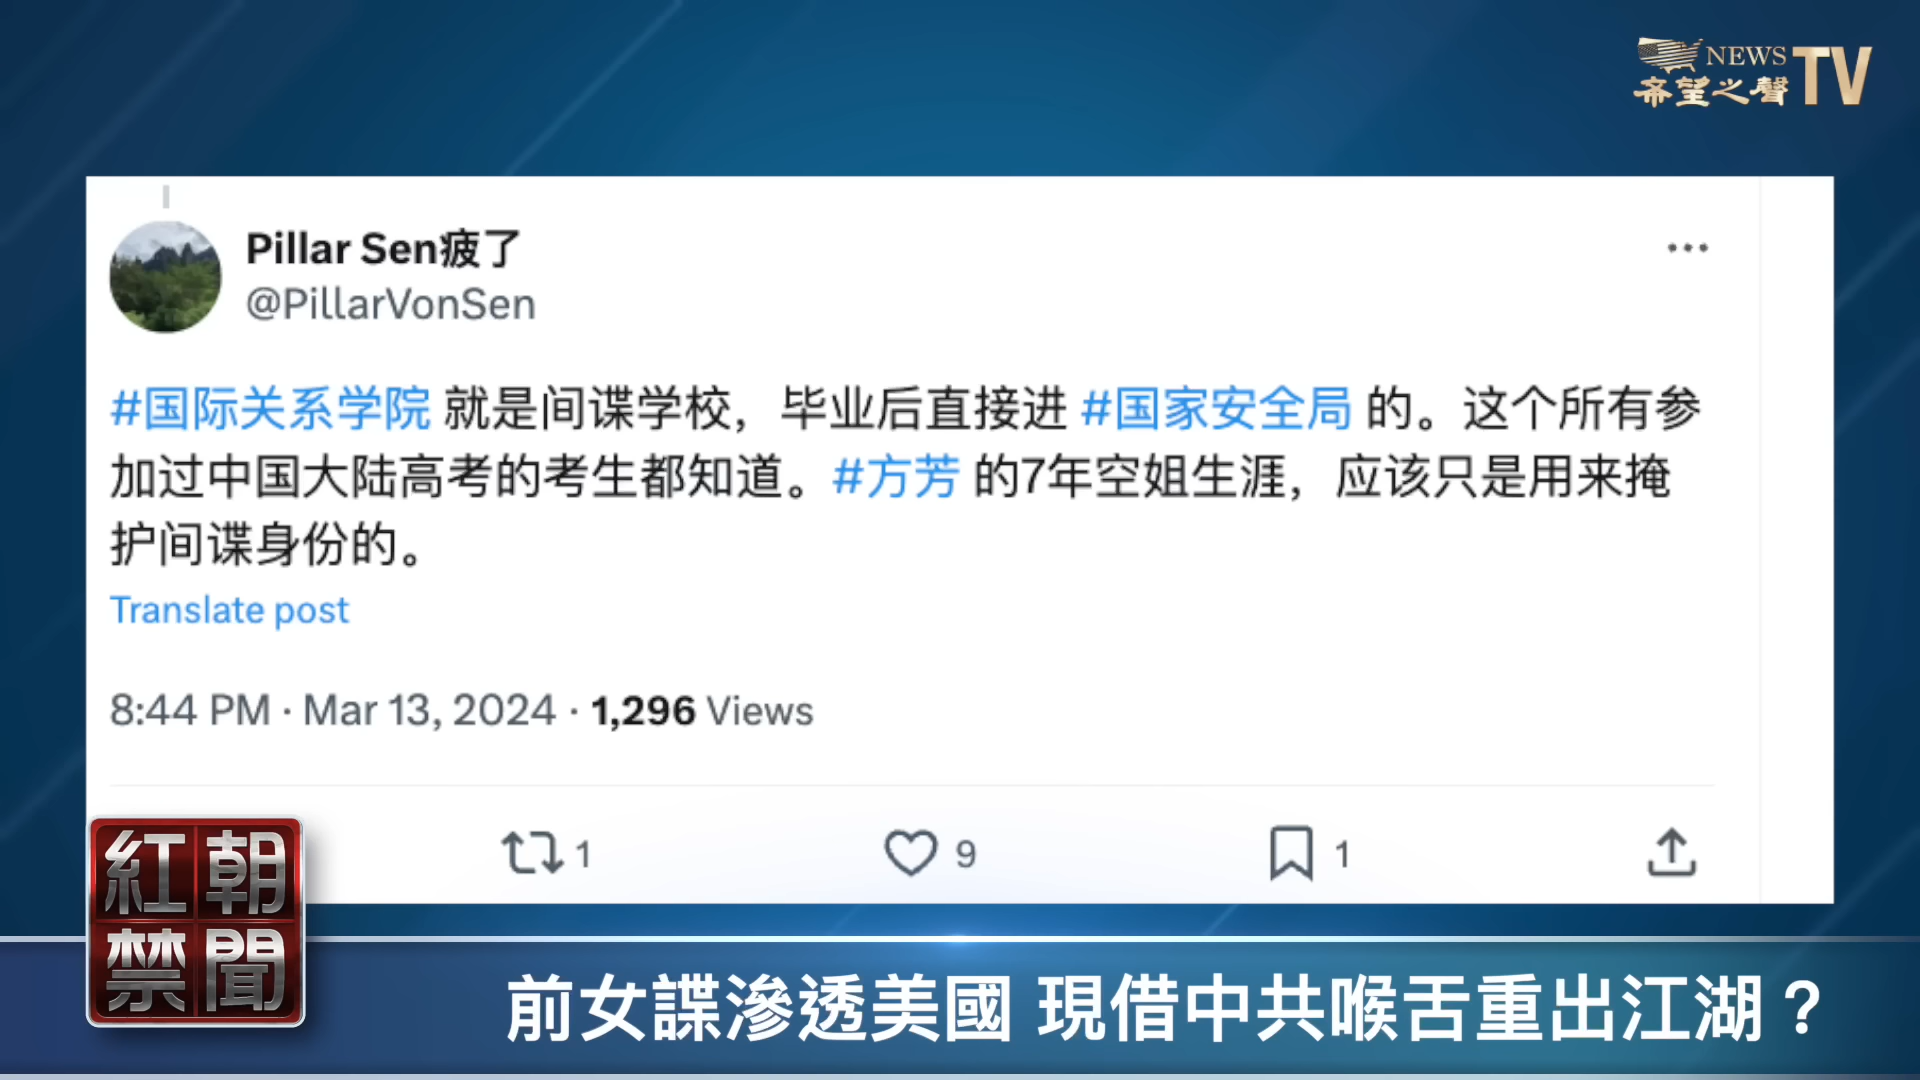 NEWS
希望之聲TV
Pillar Sen疲了
@PillarVonSen
#国际关系学院 就是间谍学校，毕业后直接进 #国家安全局 的。这个所有参
加过中国大陆高考的考生都知道。#方芳 的7年空姐生涯，应该只是用来掩
护间谍身份的。
Translate post
8:44 PM · Mar 13, 2024 · 1,296 Views
1
9
1
紅朝
禁聞
前女諜滲透美國 現借中共喉舌重出江湖？